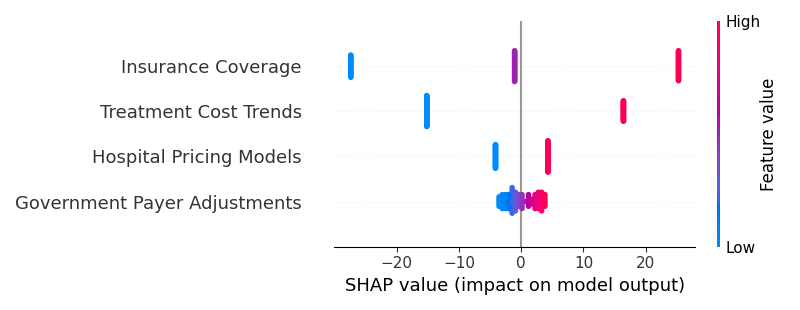 High
Insurance Coverage
Treatment Cost Trends
Hospital Pricing Models
Government Payer Adjustments
Feature value
Low
−20 −10 0 10 20
SHAP value (impact on model output)